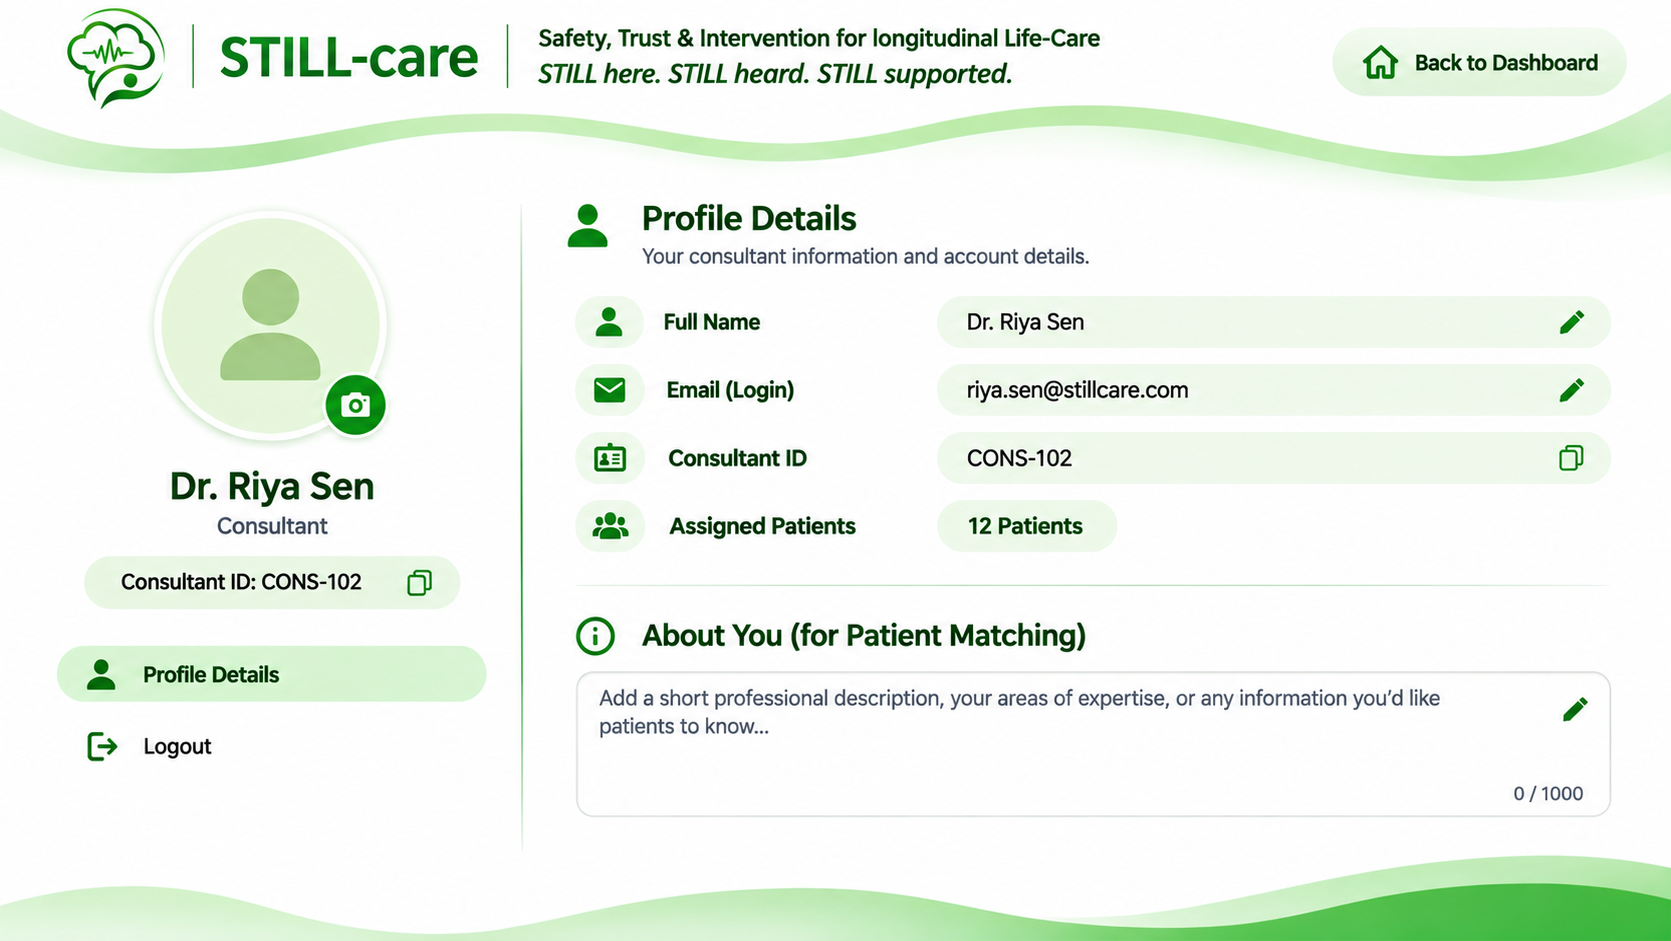 STILL-care
Safety, Trust & Intervention for longitudinal Life-Care
STILL here. STILL heard. STILL supported.
Back to Dashboard
Dr. Riya Sen
Consultant
Consultant ID: CONS-102
Profile Details
Logout
Profile Details
Your consultant information and account details.
Full Name
Dr. Riya Sen
Email (Login)
riya.sen@stillcare.com
Consultant ID
CONS-102
Assigned Patients
12 Patients
About You (for Patient Matching)
Add a short professional description, your areas of expertise, or any information you’d like
patients to know...
0 / 1000